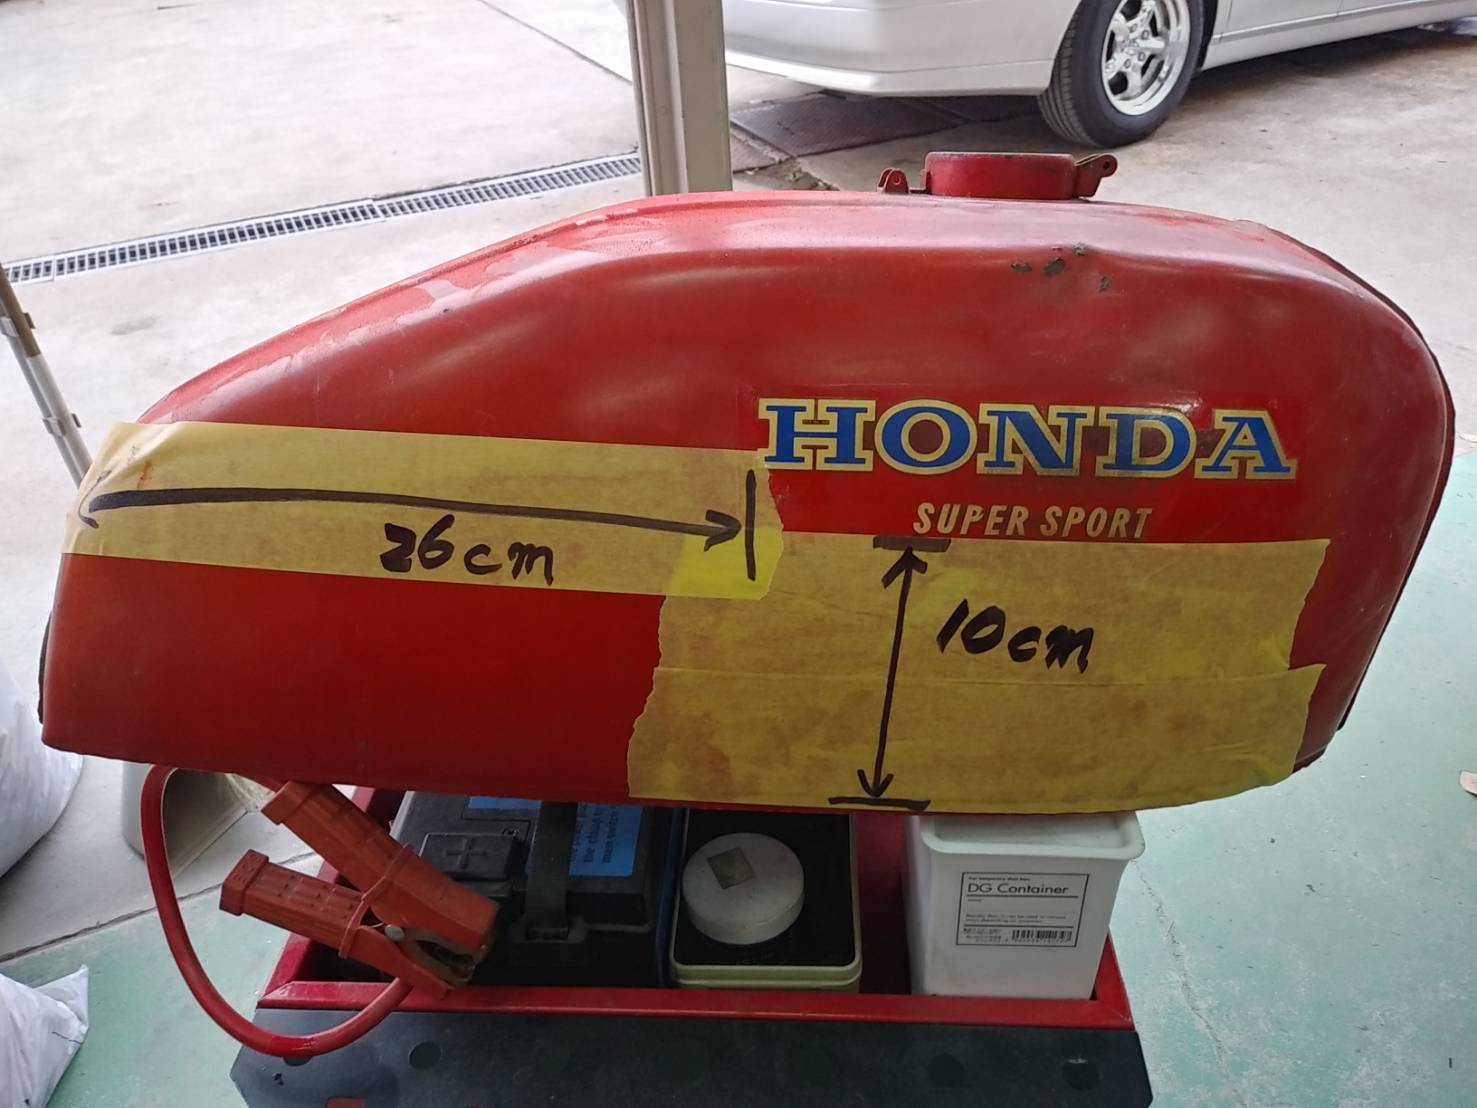 HONDA
SUPER SPORT
26cm
10cm
DG Container